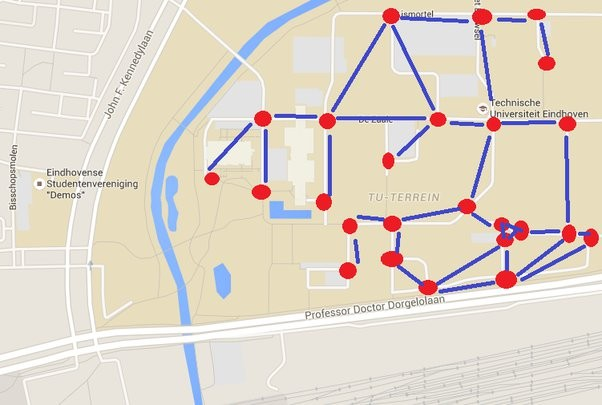 ismortel
John F. Kennedylaan
De Zaale
Technische
Universiteit Eindhoven
Bisschopsmolen
Eindhovense
Studentenvereniging
"Demos"
TU-TERREIN
Professor Doctor Dorgelolaan